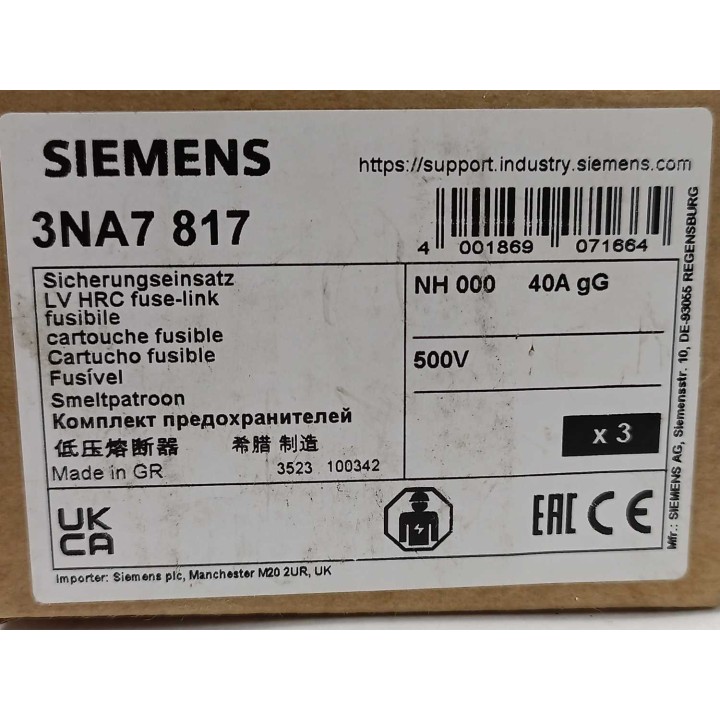 SIEMENS
https://support.industry.siemens.com
3NA7 817
4 001869 071664
Sicherungseinsatz
LV HRC fuse-link
fusibile
cartouche fusible
Cartucho fusible
Fusível
Smeltpatroon
Комплект предохранителей
低压熔断器 希腊 制造
Made in GR 3523 100342
NH 000 40A gG
500V
x 3
UK
CA
EAC CE
Importer: Siemens plc, Manchester M20 2UR, UK
Mfr.: SIEMENS AG, Siemensstr. 10, DE-93055 REGENSBURG